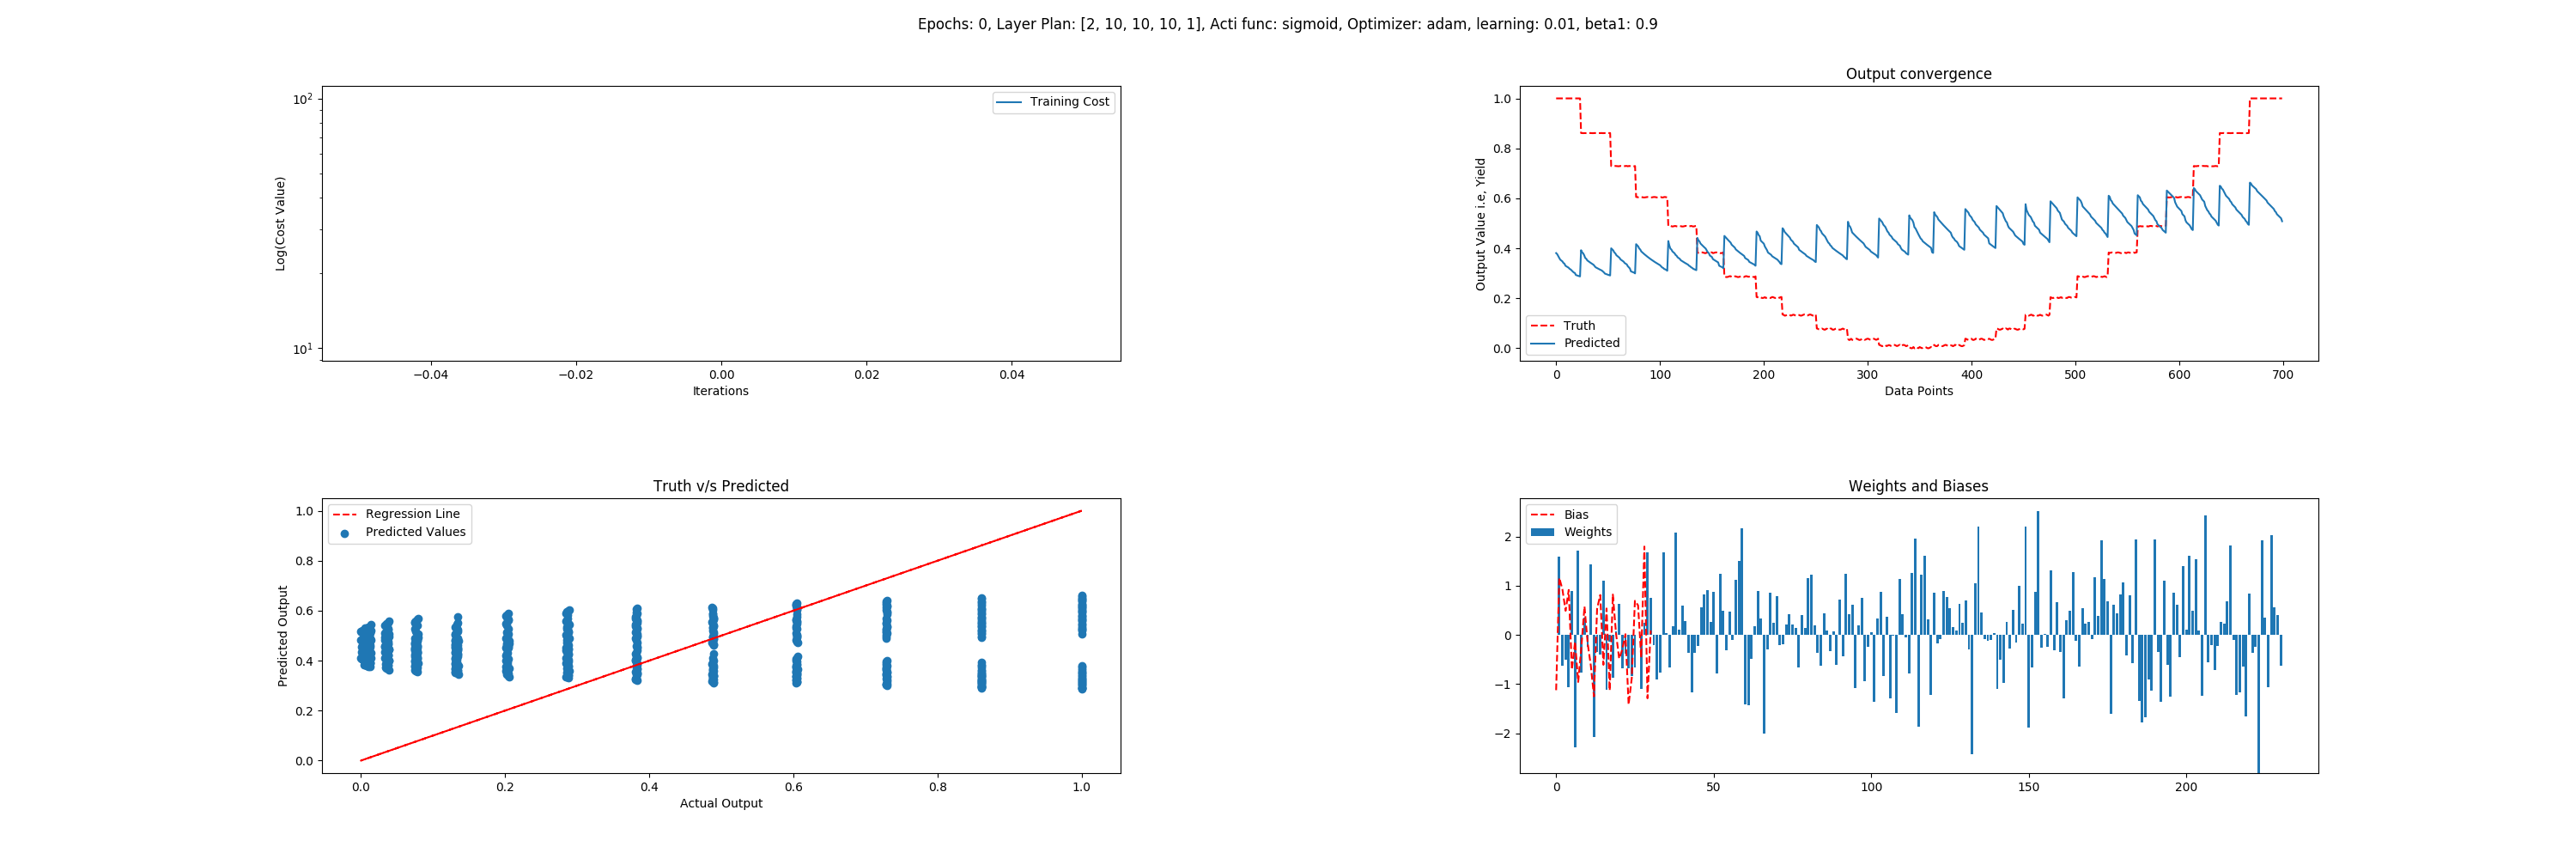 Epochs: 0, Layer Plan: [2, 10, 10, 10, 1], Acti func: sigmoid, Optimizer: adam, learning: 0.01, beta1: 0.9
10²
10¹
Log(Cost Value)
Training Cost
−0.04 −0.02 0.00 0.02 0.04
Iterations
Output convergence
1.0
0.8
0.6
0.4
0.2
0.0
Output Value i.e, Yield
Truth
Predicted
0 100 200 300 400 500 600 700
Data Points
Truth v/s Predicted
1.0
0.8
0.6
0.4
0.2
0.0
Predicted Output
Regression Line
Predicted Values
0.0 0.2 0.4 0.6 0.8 1.0
Actual Output
Weights and Biases
2
1
0
−1
−2
Bias
Weights
0 50 100 150 200